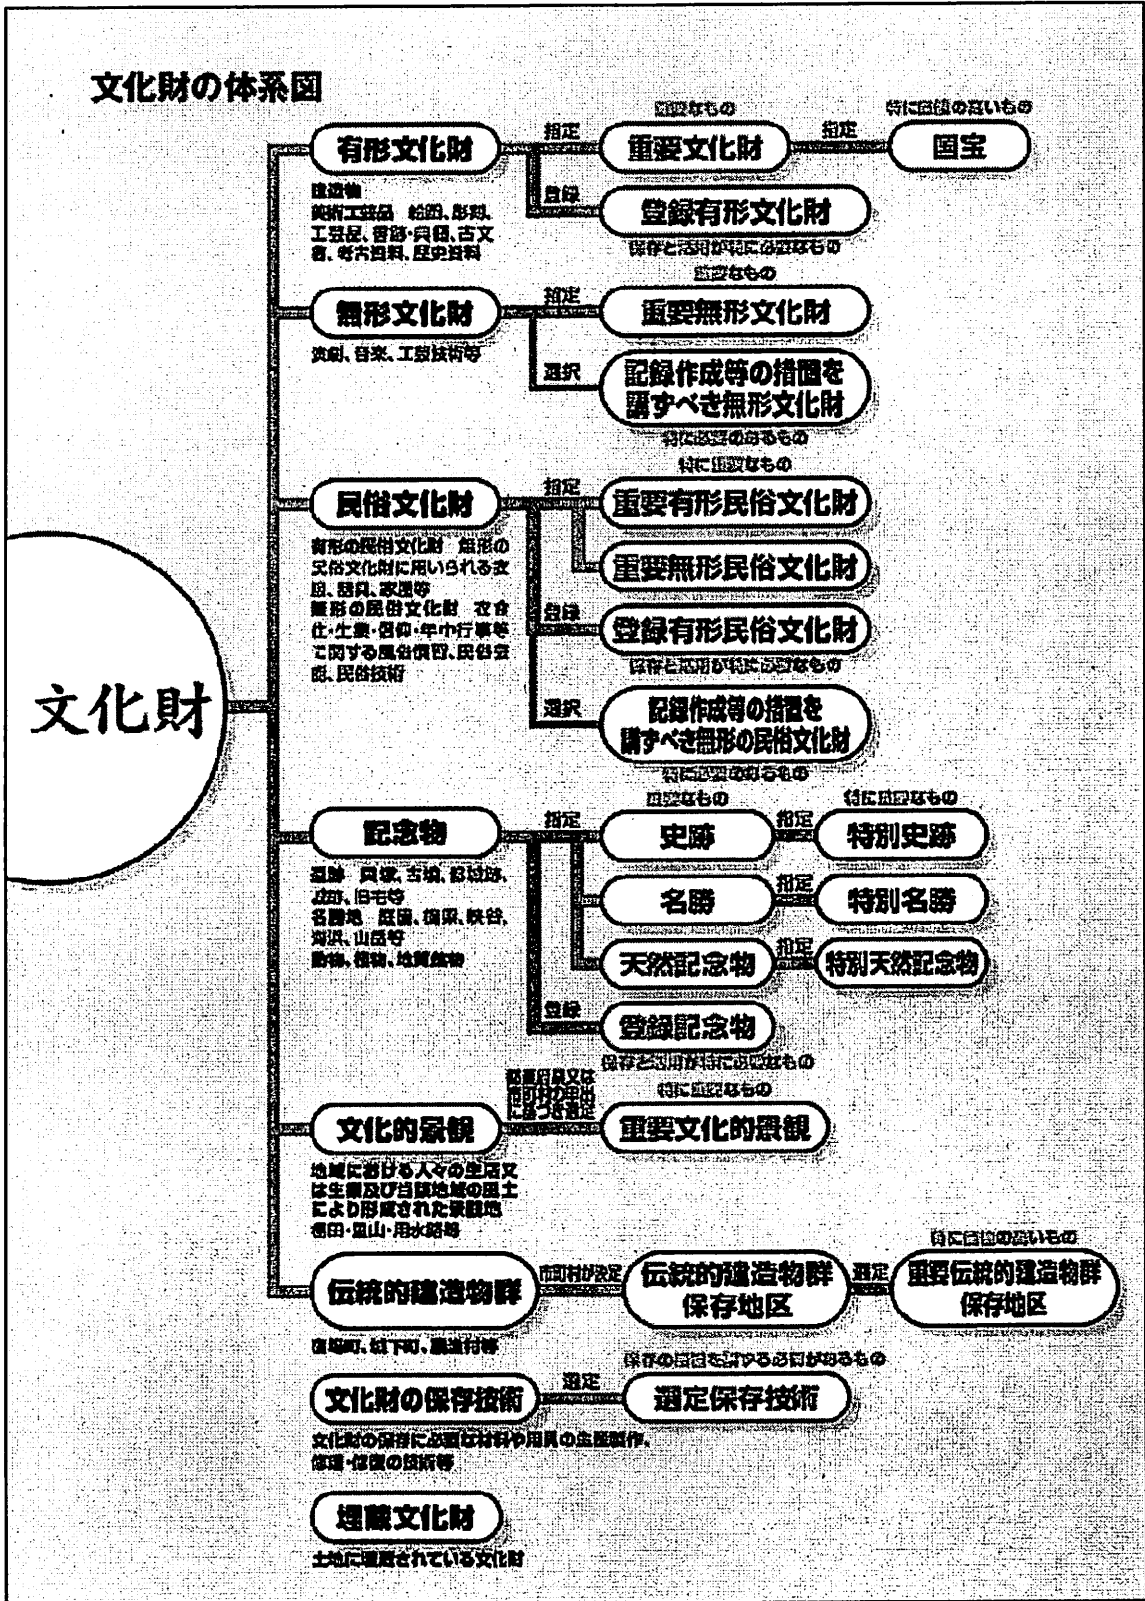 文化財の体系図
重要なもの
特に価値の高いもの
有形文化財
指定
重要文化財
指定
国宝
建造物
美術工芸品 絵画、彫刻、
工芸品、書跡・典籍、古文
書、考古資料、歴史資料
登録
登録有形文化財
保存と活用が特に必要なもの
重要なもの
無形文化財
指定
重要無形文化財
演劇、音楽、工芸技術等
選択
記録作成等の措置を
講ずべき無形文化財
特に必要のあるもの
特に重要なもの
民俗文化財
指定
重要有形民俗文化財
有形の民俗文化財 無形の
民俗文化財に用いられる衣
服、器具、家屋等
無形の民俗文化財 衣食
住・生業・信仰・年中行事等
に関する風俗慣習、民俗芸
能、民俗技術
重要無形民俗文化財
登録
登録有形民俗文化財
保存と活用が特に必要なもの
選択
記録作成等の措置を
講ずべき無形の民俗文化財
特に必要のあるもの
文化財
重要なもの
特に重要なもの
記念物
指定
史跡
指定
特別史跡
遺跡 貝塚、古墳、都城跡、
旧宅等
名勝地 庭園、橋梁、峡谷、
海浜、山岳等
動物、植物、地質鉱物
名勝
指定
特別名勝
天然記念物
指定
特別天然記念物
登録
登録記念物
保存と活用が特に必要なもの
都道府県又は
市町村の申出
に基づき選定
特に重要なもの
文化的景観
重要文化的景観
地域における人々の生活又
は生業及び当該地域の風土
により形成された景観地
棚田・里山・用水路等
特に価値の高いもの
伝統的建造物群
市町村が決定
伝統的建造物群
保存地区
選定
重要伝統的建造物群
保存地区
宿場町、城下町、農漁村等
保存の措置を講ずる必要があるもの
文化財の保存技術
選定
選定保存技術
文化財の保存に必要な材料や用具の生産製作、
修理・修復の技術等
埋蔵文化財
土地に埋蔵されている文化財